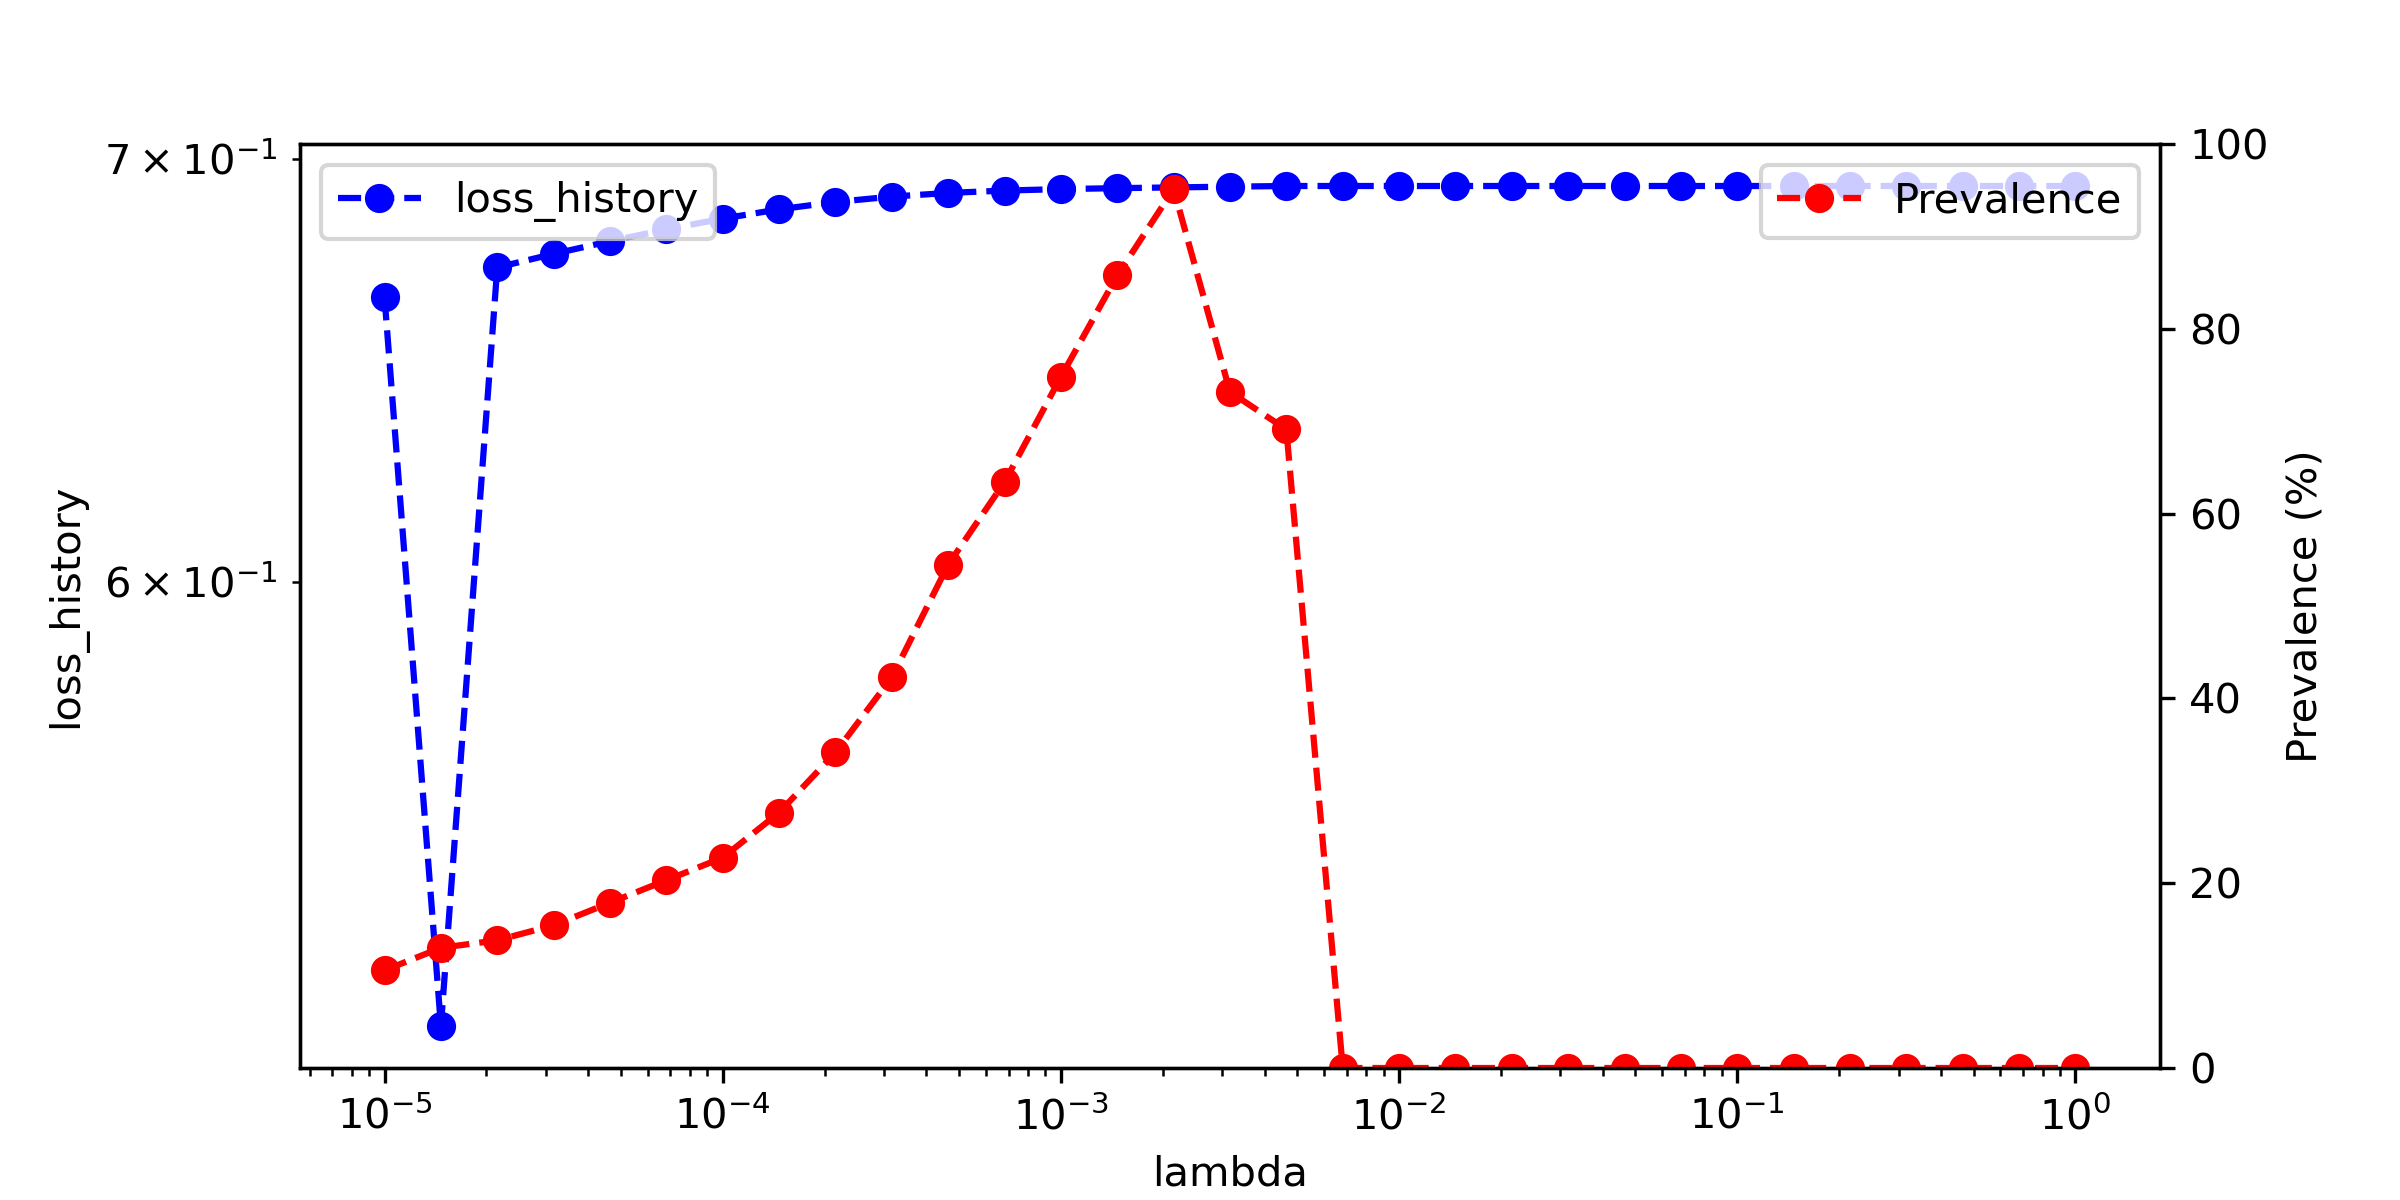 loss_history
Prevalence
7 × 10⁻¹
6 × 10⁻¹
loss_history
100
80
60
40
20
0
Prevalence (%)
10⁻⁵ 10⁻⁴ 10⁻³ 10⁻² 10⁻¹ 10⁰
lambda